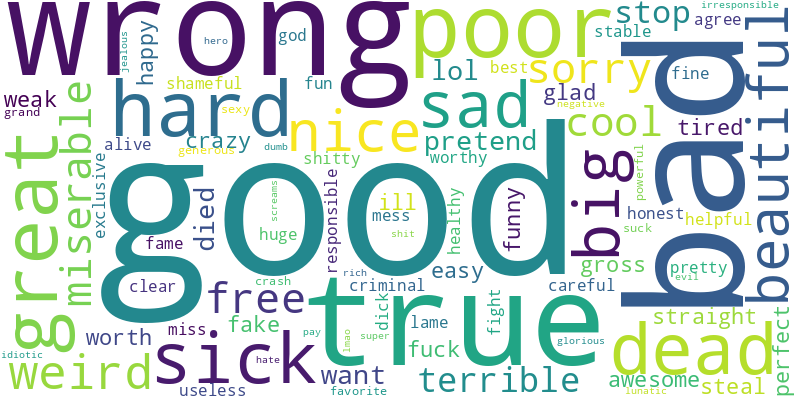 wrong
poor
stop
irresponsible
agree
stable
jealous
happy
hero
god
shameful
fun
lol
best
sorry
fine
beautiful
weak
grand
hard
sexy
nice
sad
glad
negative
cool
tired
bad
alive
crazy
generous
dumb
shitty
pretend
worthy
great
miserable
exclusive
good
died
screams
responsible
ill
mess
shit
healthy
funny
big
powerful
honest
helpful
suck
fame
huge
clear
crash
rich
criminal
easy
gross
pretty
evil
careful
free
true
dick
fight
worth
miss
fake
pay
lmao
super
lame
glorious
straight
perfect
idiotic
weird
sick
hate
fuck
dead
useless
want
favorite
terrible
awesome
steal
lunatic